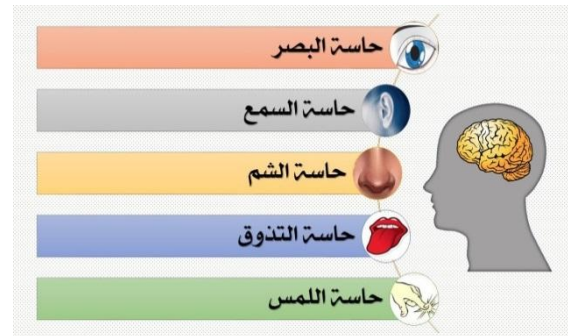 حاسة البصر
حاسة السمع
حاسة الشم
حاسة التذوق
حاسة اللمس